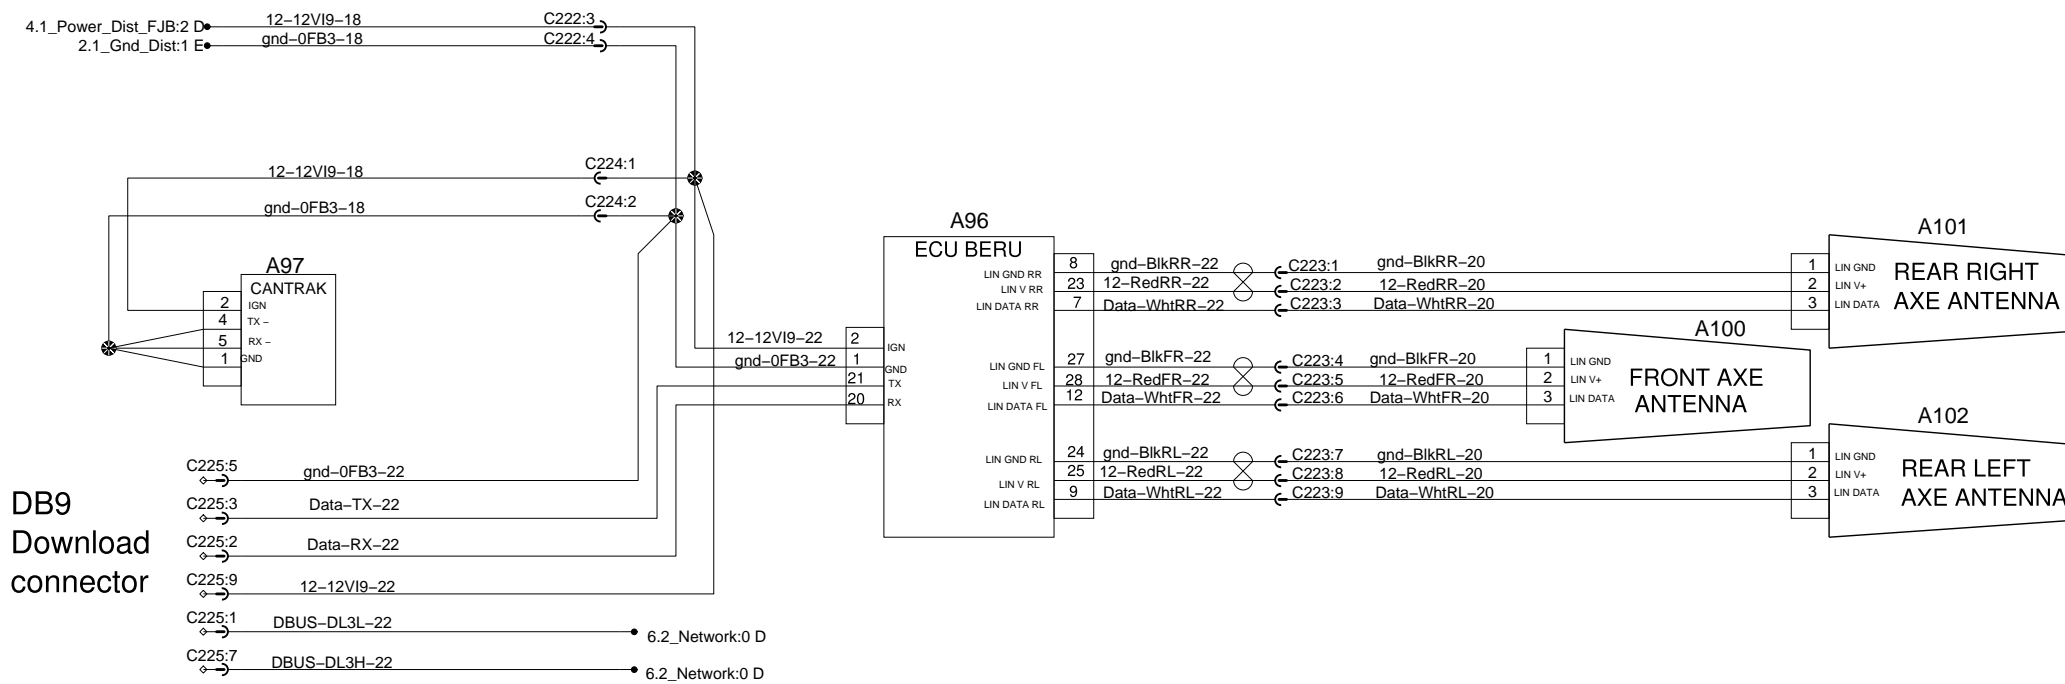 4.1_Power_Dist_FJB:2 D
12–12VI9–18
C222:3
2.1_Gnd_Dist:1 E
gnd–0FB3–18
C222:4
12–12VI9–18
C224:1
gnd–0FB3–18
C224:2
A97
CANTRAK
2 IGN
4 TX –
5 RX –
1 GND
12–12VI9–22
gnd–0FB3–22
2 IGN
1 GND
21 TX
20 RX
A96
ECU BERU
LIN GND RR 8 gnd–BlkRR–22 C223:1 gnd–BlkRR–20
LIN V RR 23 12–RedRR–22 C223:2 12–RedRR–20
LIN DATA RR 7 Data–WhtRR–22 C223:3 Data–WhtRR–20
A101
1 LIN GND
2 LIN V+
3 LIN DATA
REAR RIGHT
AXE ANTENNA
LIN GND FL 27 gnd–BlkFR–22 C223:4 gnd–BlkFR–20
LIN V FL 28 12–RedFR–22 C223:5 12–RedFR–20
LIN DATA FL 12 Data–WhtFR–22 C223:6 Data–WhtFR–20
A100
1 LIN GND
2 LIN V+
3 LIN DATA
FRONT AXE
ANTENNA
LIN GND RL 24 gnd–BlkRL–22 C223:7 gnd–BlkRL–20
LIN V RL 25 12–RedRL–22 C223:8 12–RedRL–20
LIN DATA RL 9 Data–WhtRL–22 C223:9 Data–WhtRL–20
A102
1 LIN GND
2 LIN V+
3 LIN DATA
REAR LEFT
AXE ANTENNA
DB9
Download
connector
C225:5 gnd–0FB3–22
C225:3 Data–TX–22
C225:2 Data–RX–22
C225:9 12–12VI9–22
C225:1 DBUS–DL3L–22 6.2_Network:0 D
C225:7 DBUS–DL3H–22 6.2_Network:0 D